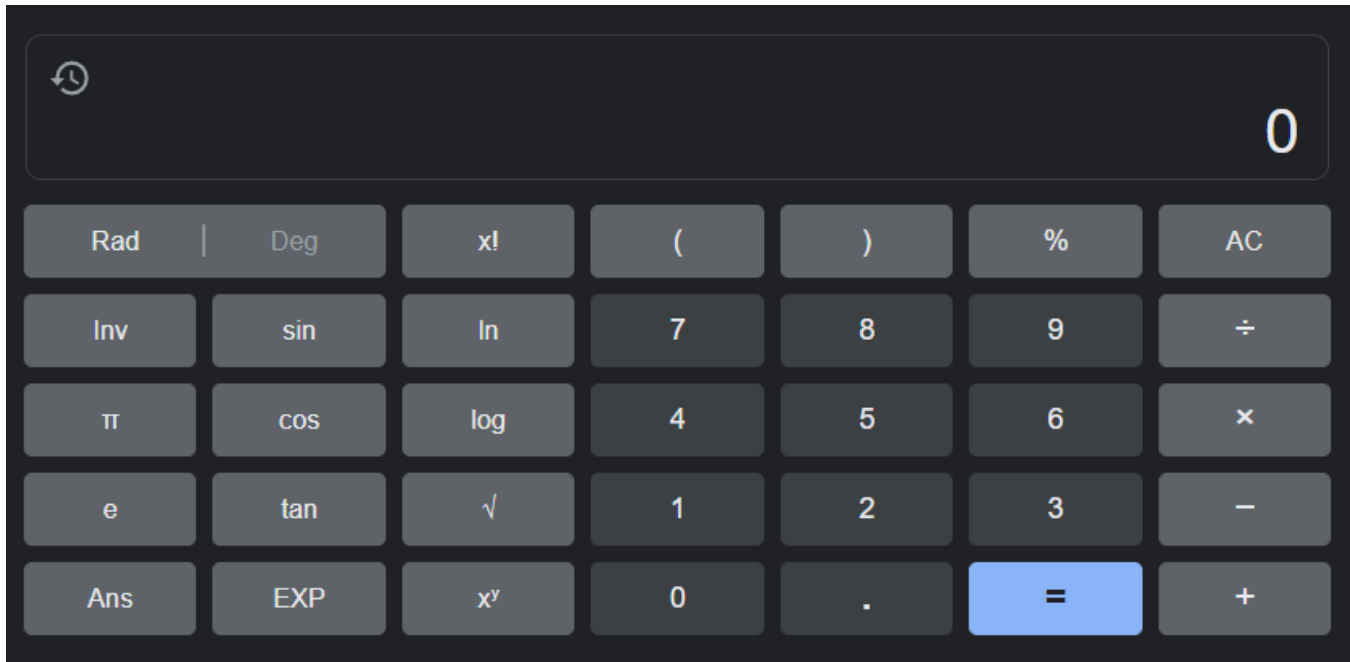 0
Rad | Deg x! ( ) % AC
Inv sin ln 7 8 9 ÷
π cos log 4 5 6 ×
e tan √ 1 2 3 −
Ans EXP xʸ 0 . = +